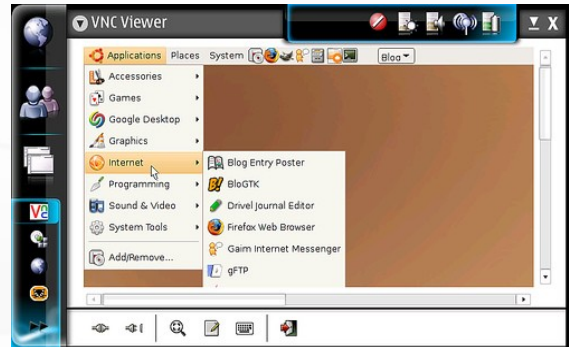 VNC Viewer
X
Applications Places System Blog
Accessories
Games
Google Desktop
Graphics
Internet
Programming
Sound & Video
System Tools
Add/Remove...
Blog Entry Poster
BloGTK
Drivel Journal Editor
Firefox Web Browser
Gaim Internet Messenger
gFTP